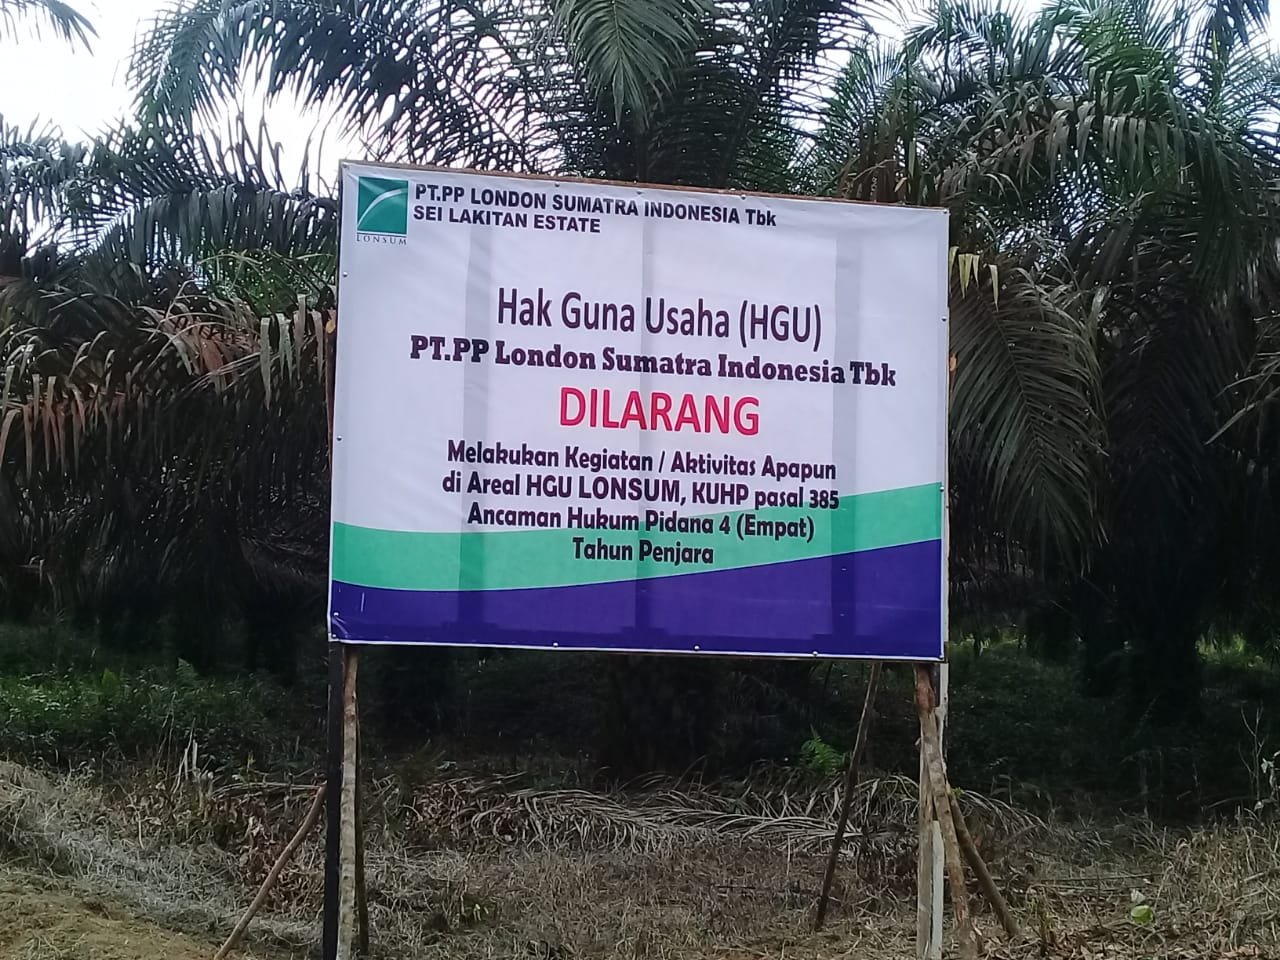 PT.PP LONDON SUMATRA INDONESIA Tbk
SEI LAKITAN ESTATE
LONSUM
Hak Guna Usaha (HGU)
PT.PP London Sumatra Indonesia Tbk
DILARANG
Melakukan Kegiatan / Aktivitas Apapun
di Areal HGU LONSUM, KUHP pasal 385
Ancaman Hukum Pidana 4 (Empat)
Tahun Penjara